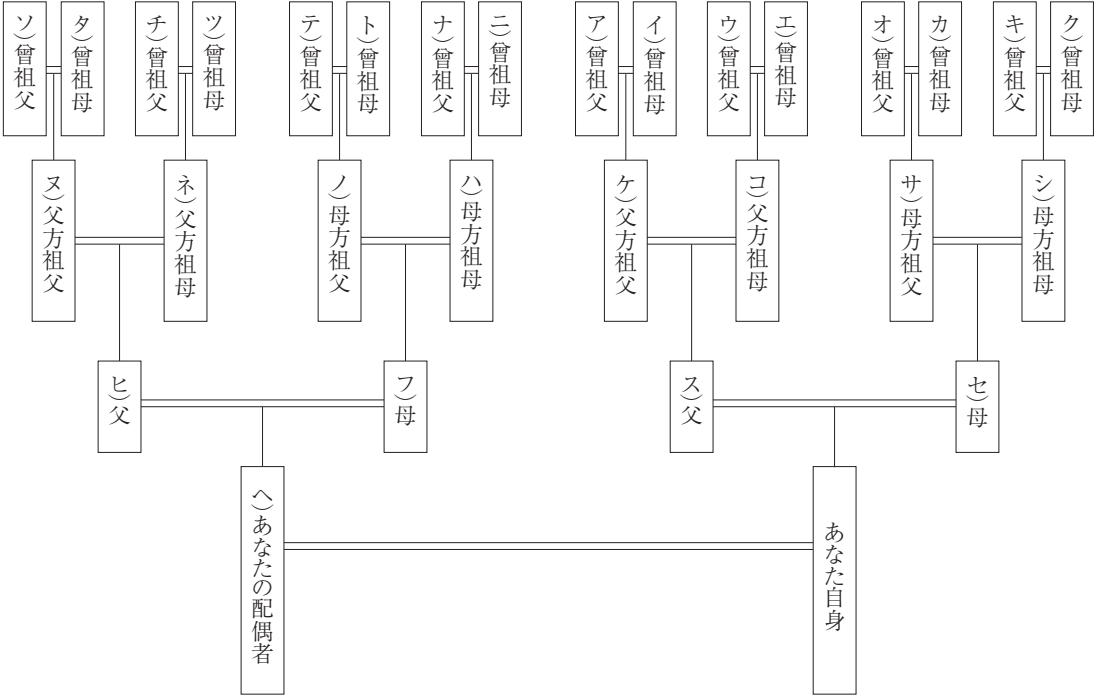 ソ)曾祖父
タ)曾祖母
チ)曾祖父
ツ)曾祖母
テ)曾祖父
ト)曾祖母
ナ)曾祖父
ニ)曾祖母
ア)曾祖父
イ)曾祖母
ウ)曾祖父
エ)曾祖母
オ)曾祖父
カ)曾祖母
キ)曾祖父
ク)曾祖母
ヌ)父方祖父
ネ)父方祖母
ノ)母方祖父
ハ)母方祖母
ケ)父方祖父
コ)父方祖母
サ)母方祖父
シ)母方祖母
ヒ)父
フ)母
ス)父
セ)母
ヘ)あなたの配偶者
あなた自身